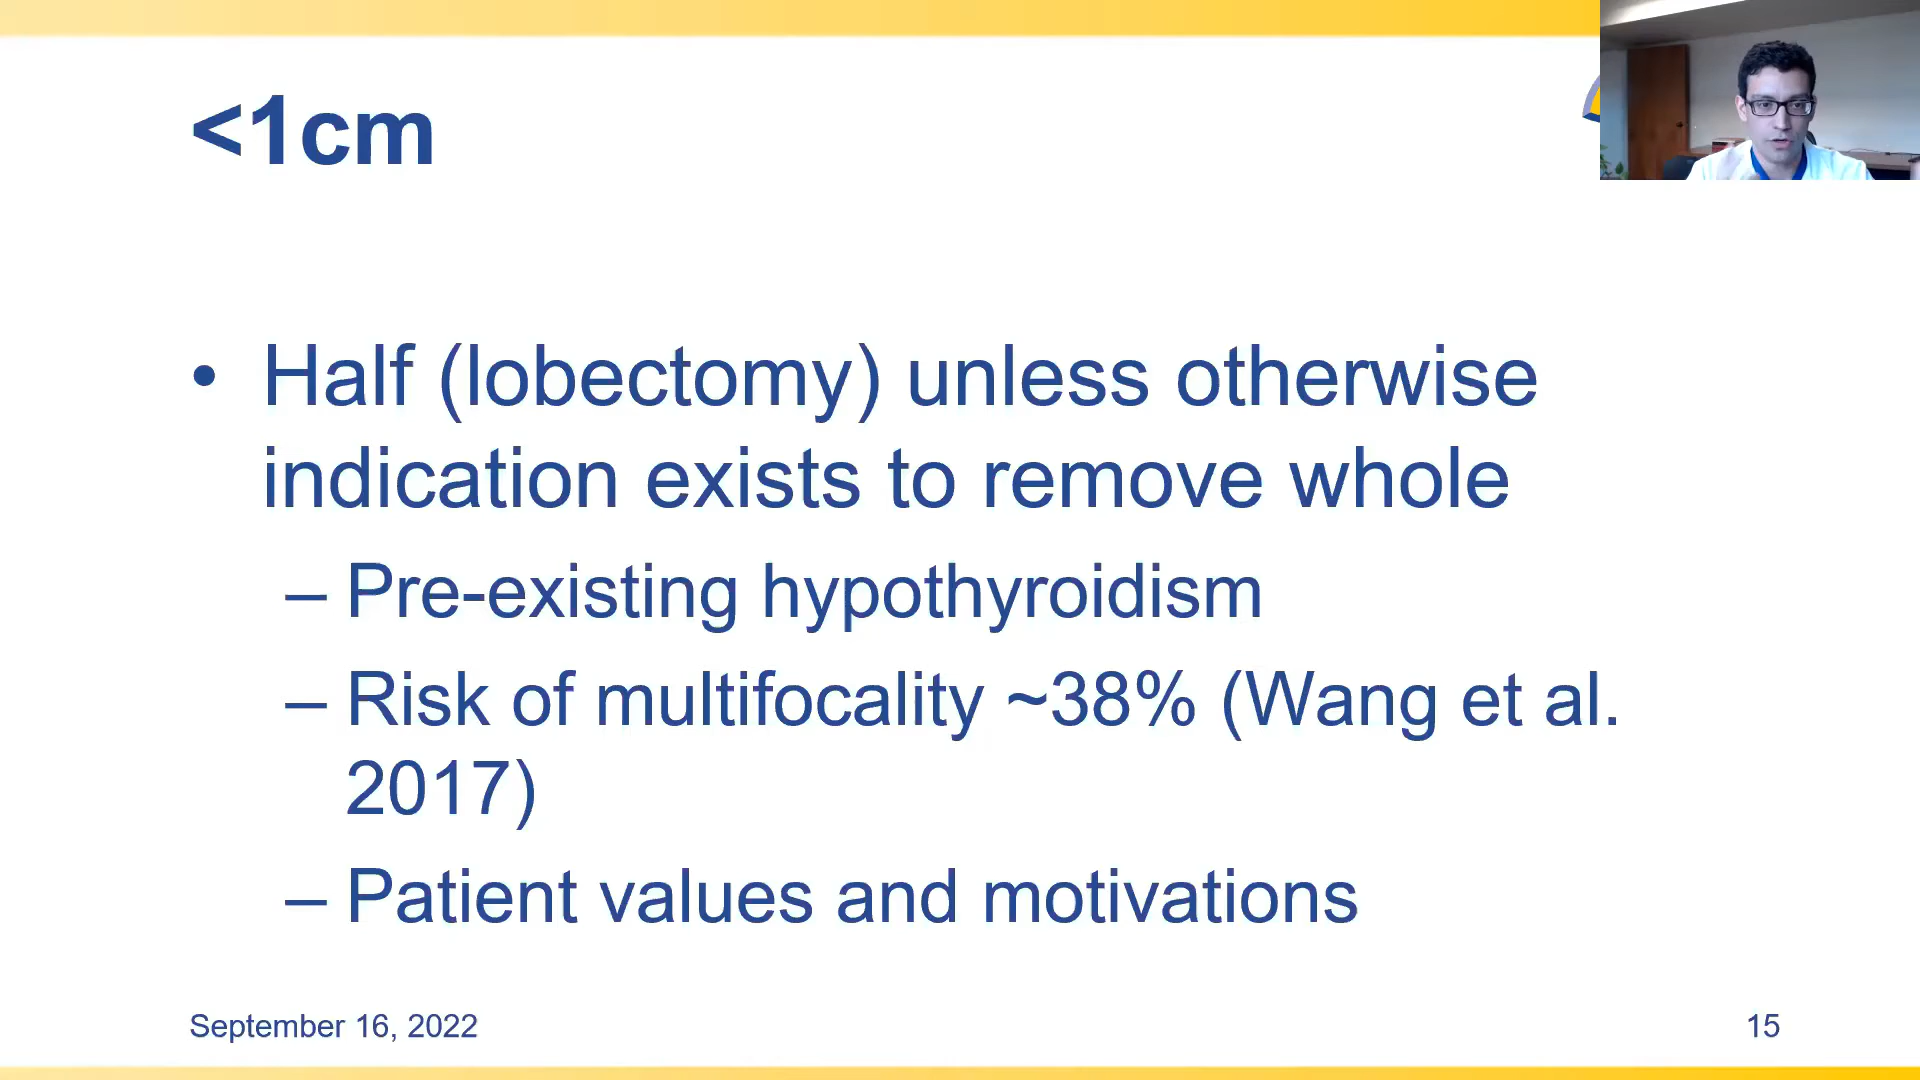 <1cm
• Half (lobectomy) unless otherwise
indication exists to remove whole
– Pre-existing hypothyroidism
– Risk of multifocality ~38% (Wang et al.
2017)
– Patient values and motivations
September 16, 2022
15